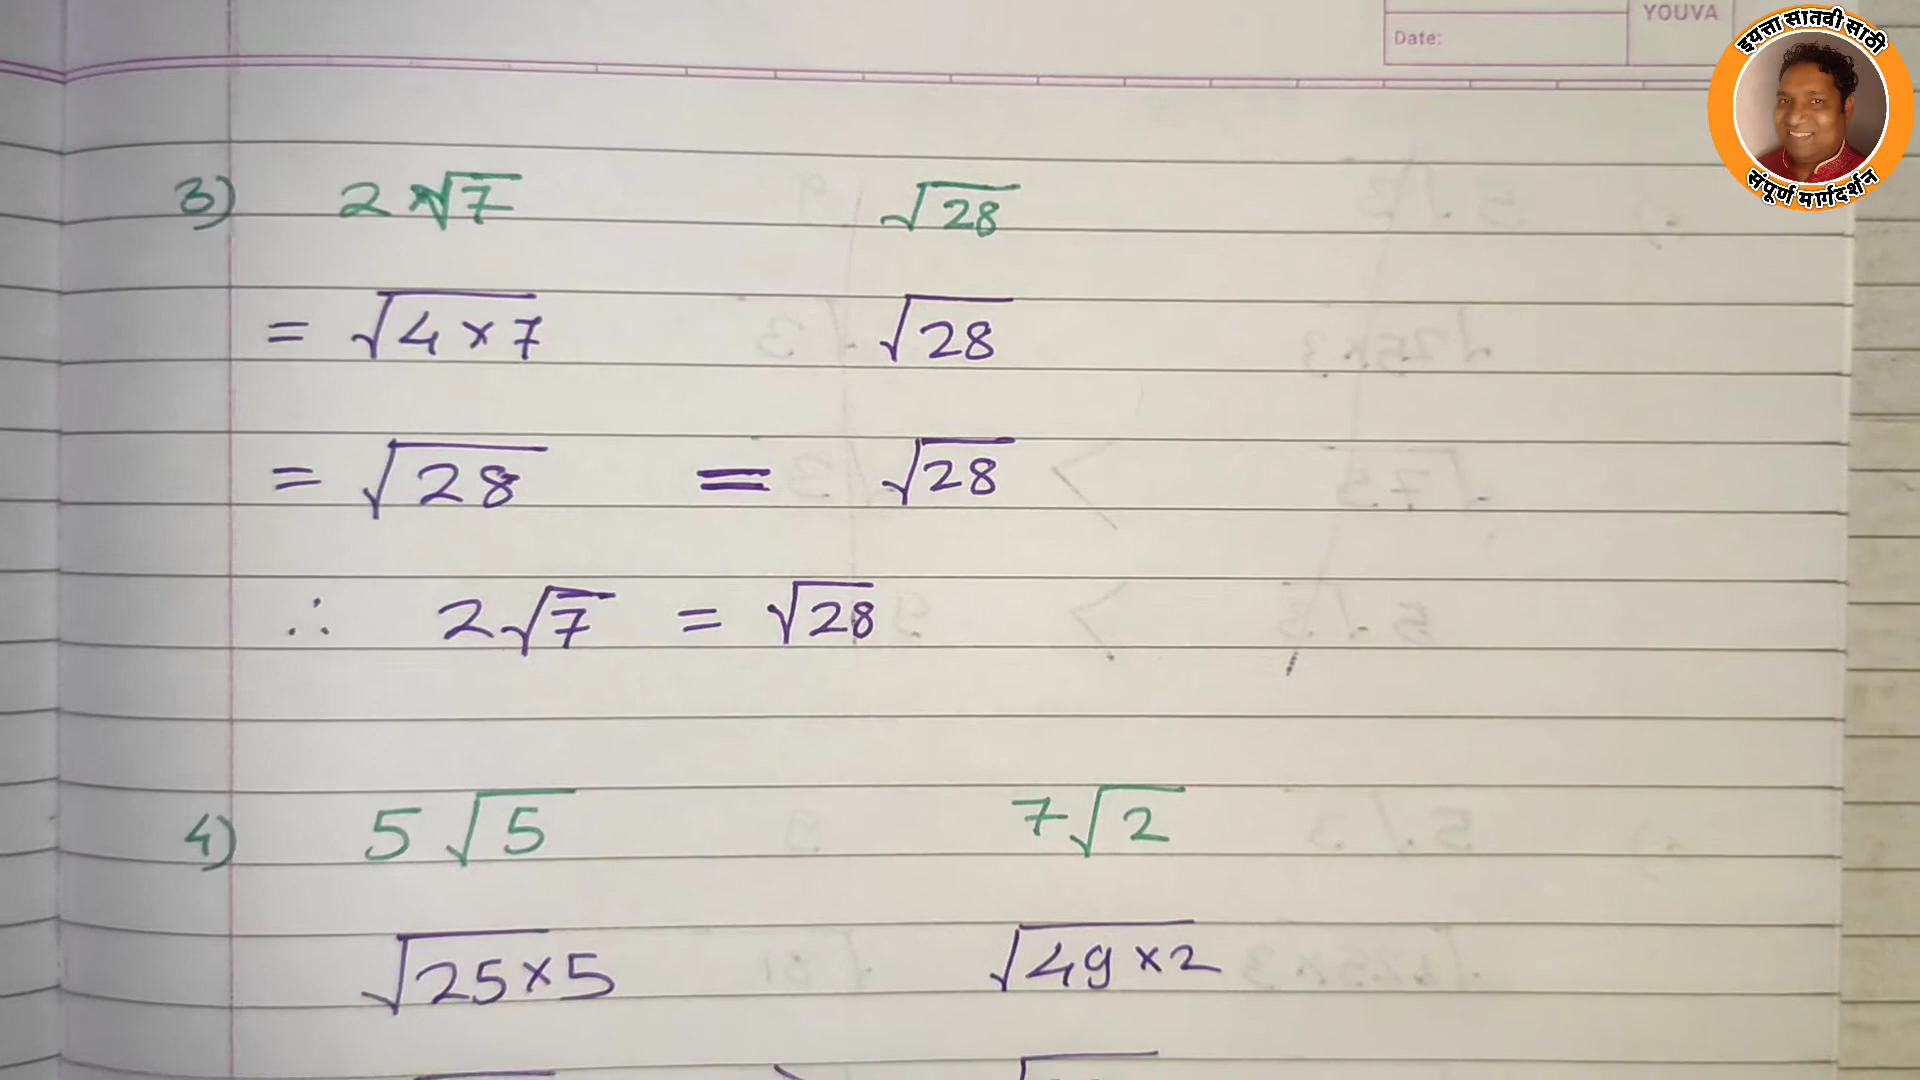 YOUVA
Date:
इयत्ता सातवी साठी
संपूर्ण मार्गदर्शन
3) 2√7 √28
= √4×7 √28
= √28 = √28
∴ 2√7 = √28
4) 5√5 7√2
√25×5 √49×2